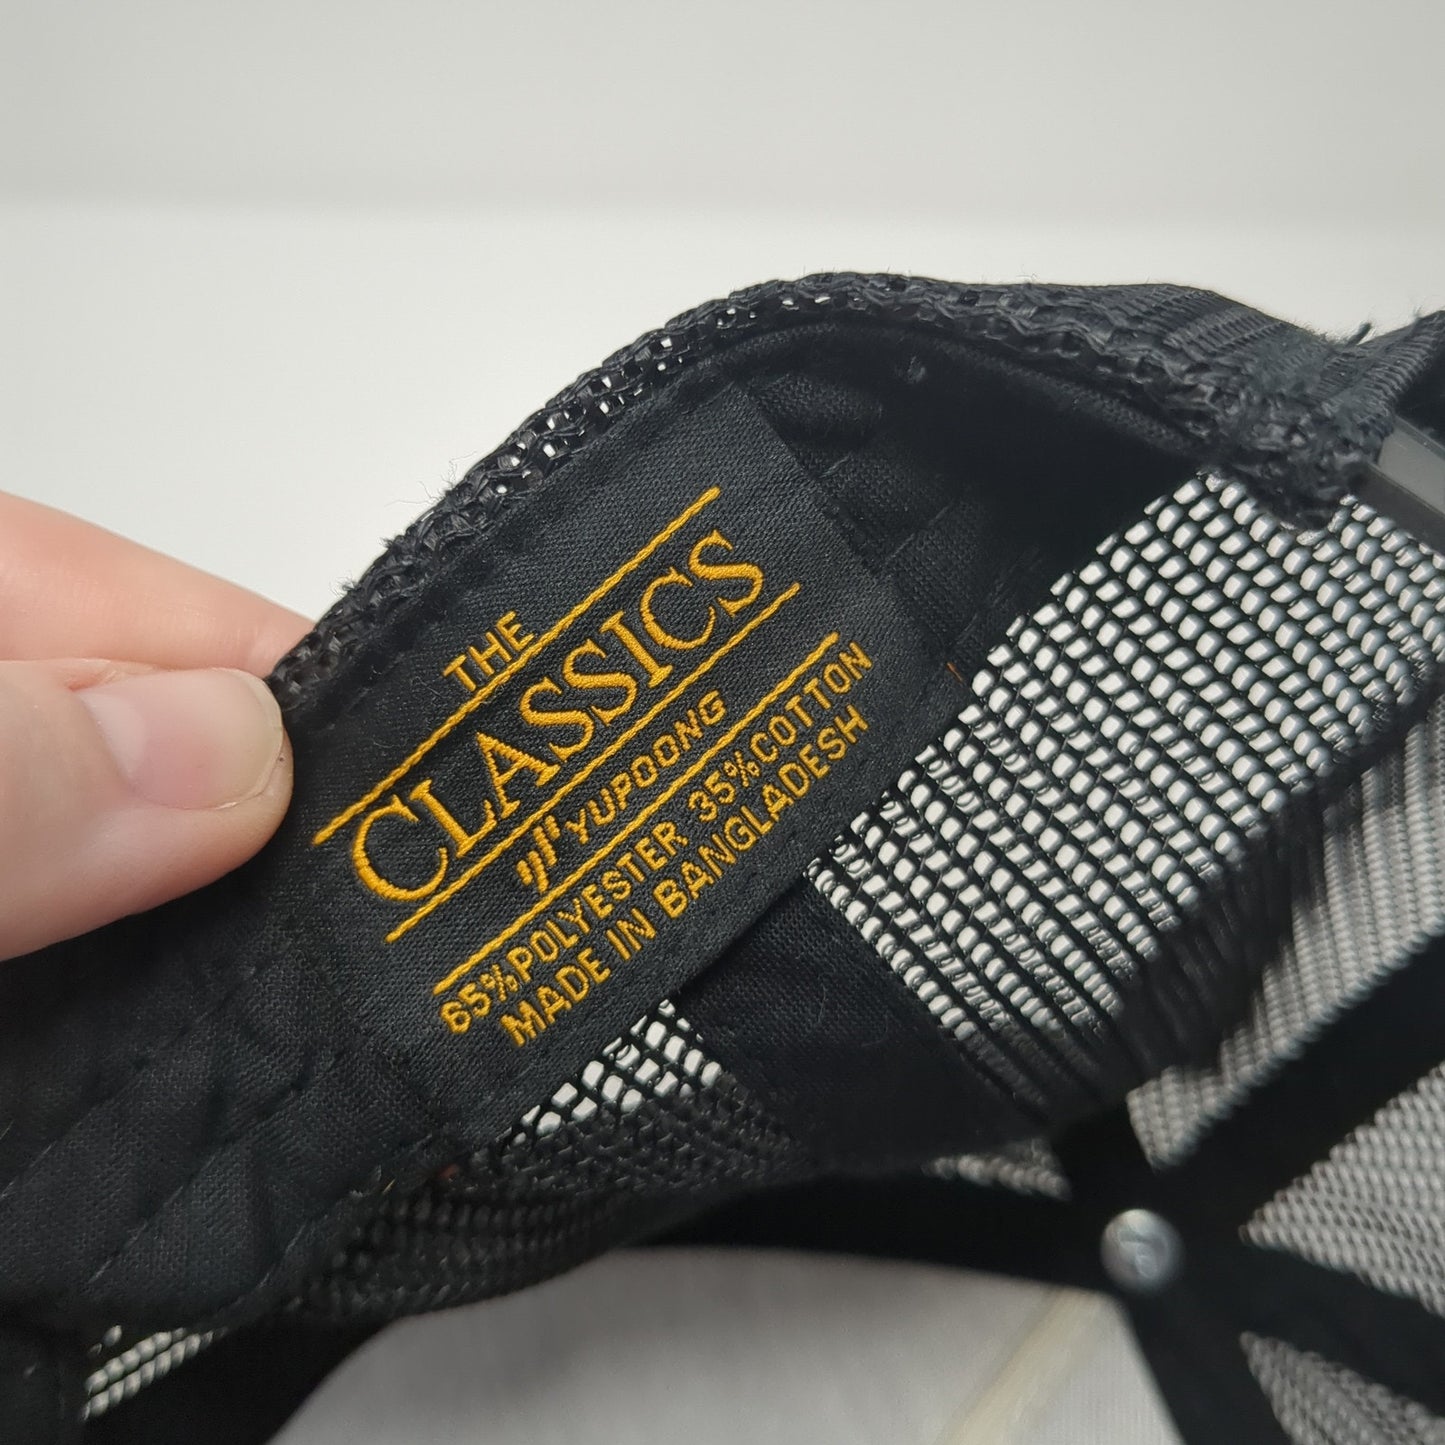 THE
CLASSICS
YUPOONG
65%POLYESTER 35%COTTON
MADE IN BANGLADESH